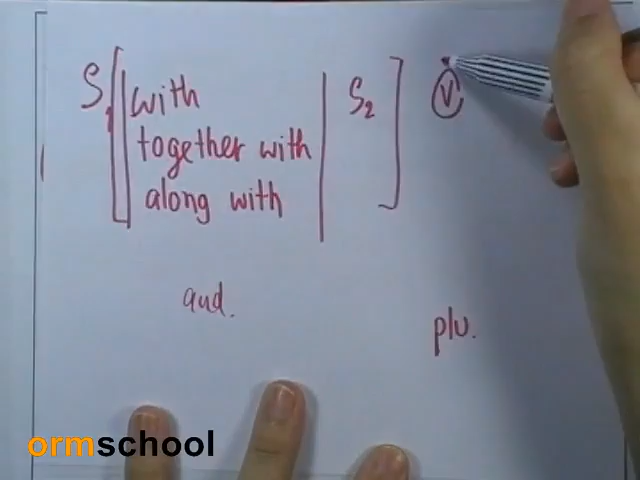 S1 with S2 V
together with
along with
and.
plu.
ormschool